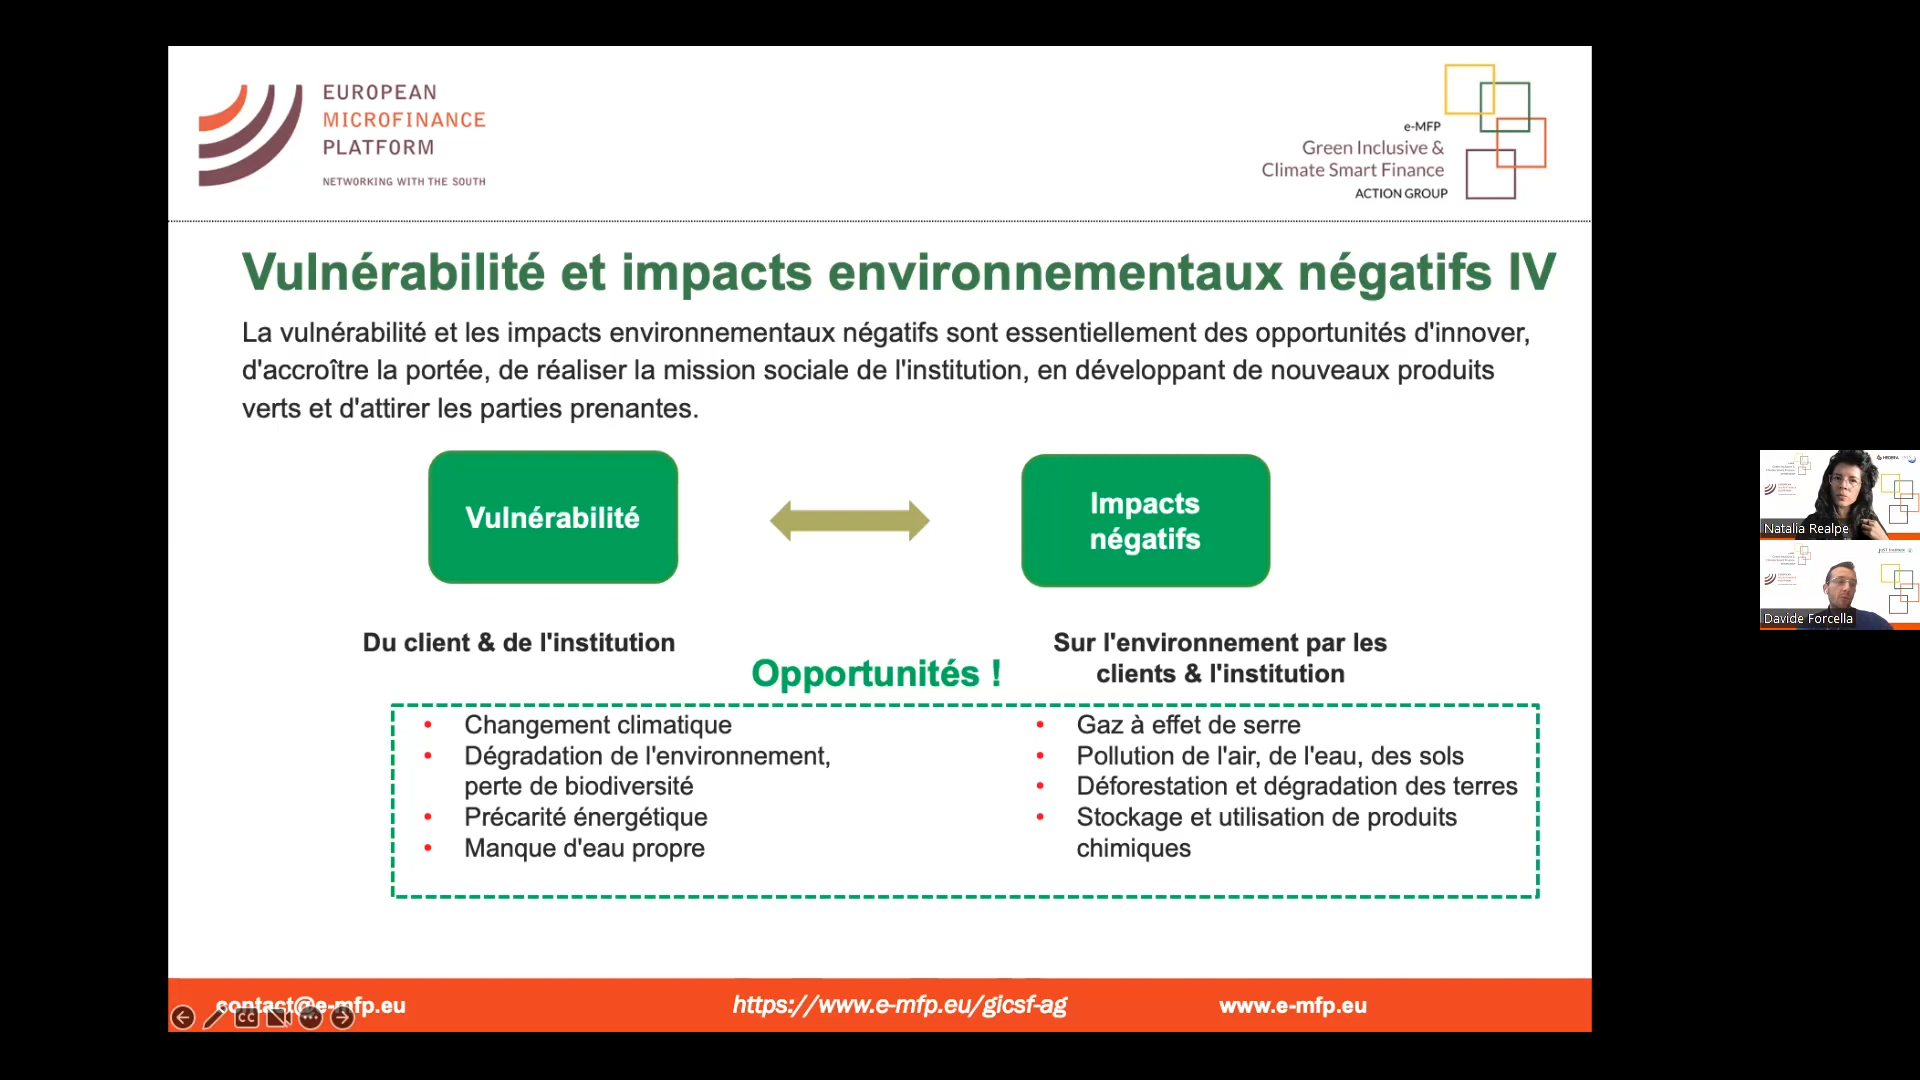 EUROPEAN
MICROFINANCE
PLATFORM
NETWORKING WITH THE SOUTH
e-MFP
Green Inclusive &
Climate Smart Finance
ACTION GROUP
Vulnérabilité et impacts environnementaux négatifs IV
La vulnérabilité et les impacts environnementaux négatifs sont essentiellement des opportunités d'innover,
d'accroître la portée, de réaliser la mission sociale de l'institution, en développant de nouveaux produits
verts et d'attirer les parties prenantes.
Vulnérabilité
Impacts
négatifs
Du client & de l'institution
Sur l'environnement par les
clients & l'institution
Opportunités !
• Changement climatique
• Dégradation de l'environnement,
perte de biodiversité
• Précarité énergétique
• Manque d'eau propre
• Gaz à effet de serre
• Pollution de l'air, de l'eau, des sols
• Déforestation et dégradation des terres
• Stockage et utilisation de produits
chimiques
contact@e-mfp.eu
https://www.e-mfp.eu/gicsf-ag
www.e-mfp.eu
CC
HEDERA
Natalia Realpe
Davide Forcella